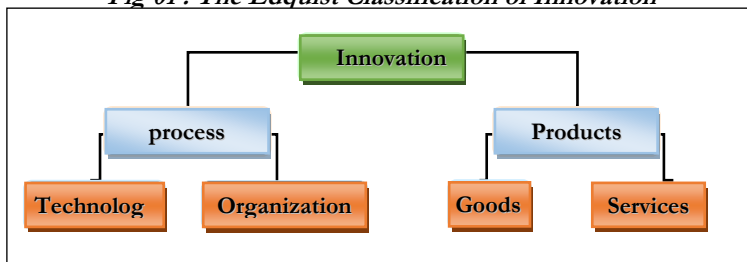 Fig 01 : The Edquist Classification of Innovation
Innovation
process
Products
Technolog
Organization
Goods
Services